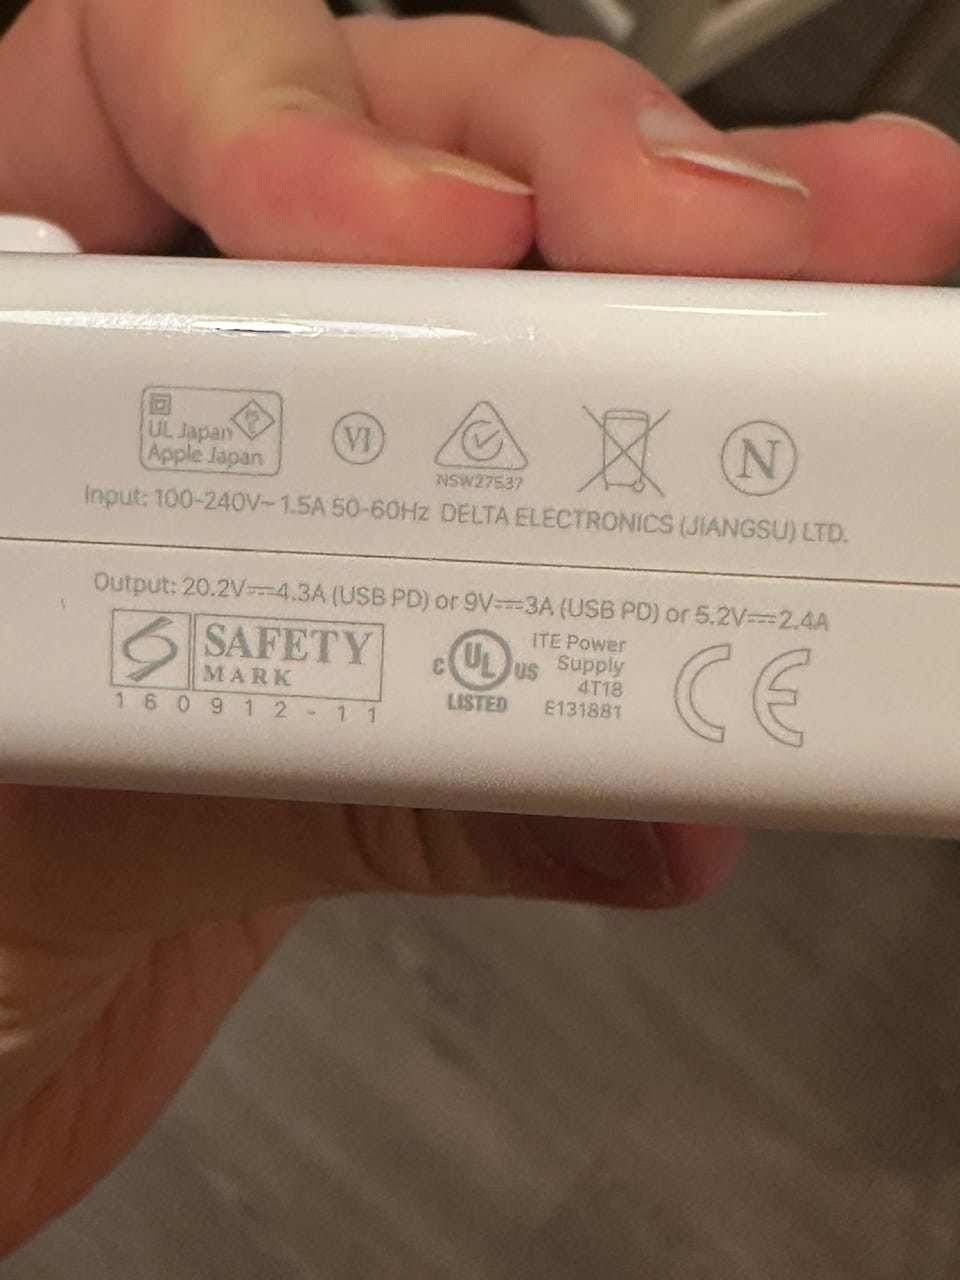 UL Japan
Apple Japan
VI
NSW27537
N
Input: 100-240V~ 1.5A 50-60Hz DELTA ELECTRONICS (JIANGSU) LTD.
Output: 20.2V⎓4.3A (USB PD) or 9V⎓3A (USB PD) or 5.2V⎓2.4A
SAFETY
MARK
160912-11
C UL US
LISTED
ITE Power
Supply
4T18
E131881
CE